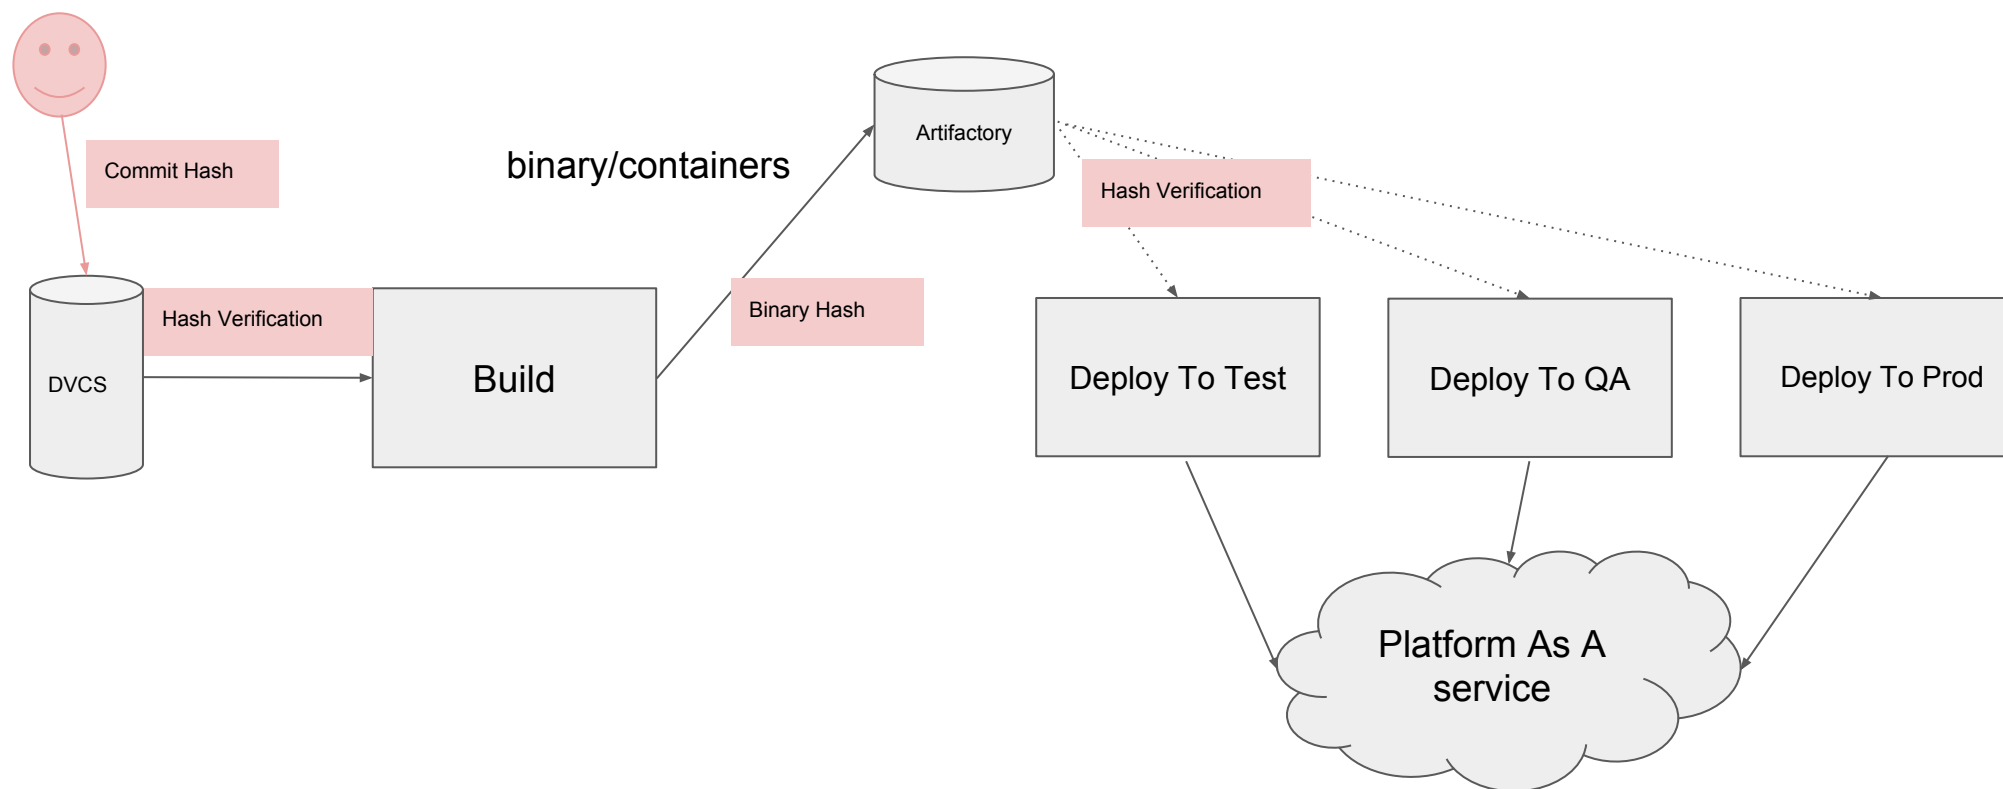 Commit Hash
DVCS
Hash Verification
Build
binary/containers
Binary Hash
Artifactory
Hash Verification
Deploy To Test
Deploy To QA
Deploy To Prod
Platform As A
service